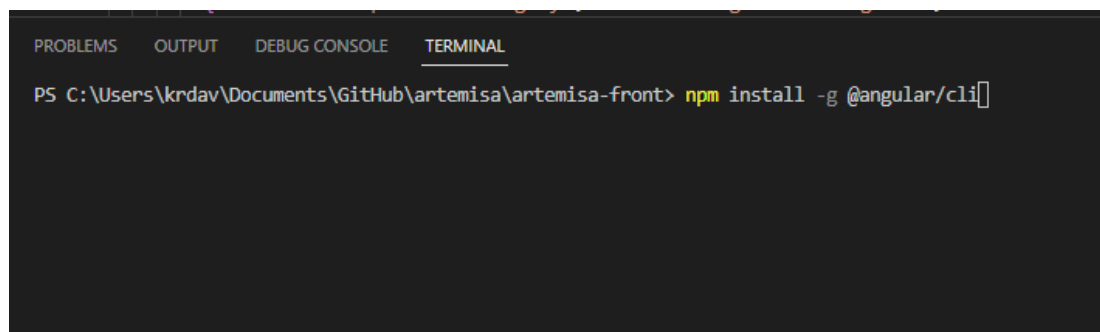 PROBLEMS OUTPUT DEBUG CONSOLE TERMINAL
PS C:\Users\krdav\Documents\GitHub\artemisa\artemisa-front> npm install -g @angular/cli